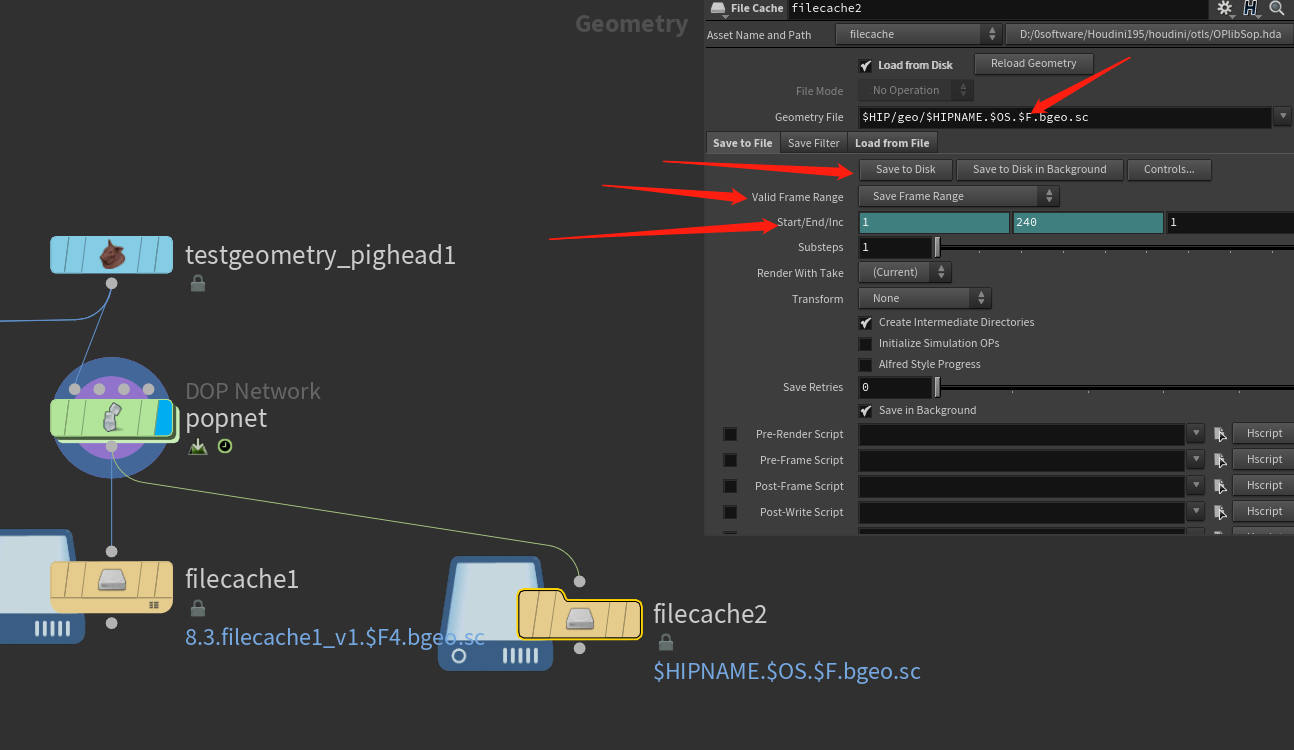 Geometry
testgeometry_pighead1
DOP Network
popnet
filecache1
8.3.filecache1_v1.$F4.bgeo.sc
filecache2
$HIPNAME.$OS.$F.bgeo.sc
File Cache filecache2
Asset Name and Path filecache D:/0software/Houdini195/houdini/otls/OPlibSop.hda
Load from Disk Reload Geometry
File Mode No Operation
Geometry File $HIP/geo/$HIPNAME.$OS.$F.bgeo.sc
Save to File Save Filter Load from File
Save to Disk Save to Disk in Background Controls...
Valid Frame Range Save Frame Range
Start/End/Inc 1 240 1
Substeps 1
Render With Take (Current)
Transform None
Create Intermediate Directories
Initialize Simulation OPs
Alfred Style Progress
Save Retries 0
Save in Background
Pre-Render Script Hscript
Pre-Frame Script Hscript
Post-Frame Script Hscript
Post-Write Script Hscript